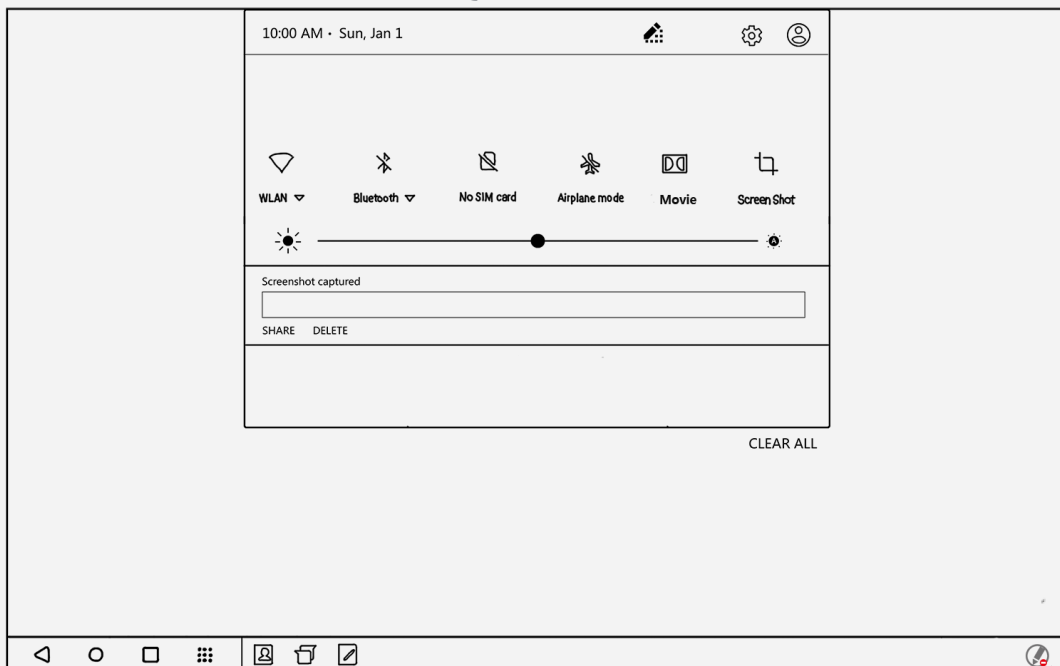 10:00 AM • Sun, Jan 1
WLAN Bluetooth No SIM card Airplane mode Movie Screen Shot
A
Screenshot captured
SHARE DELETE
CLEAR ALL